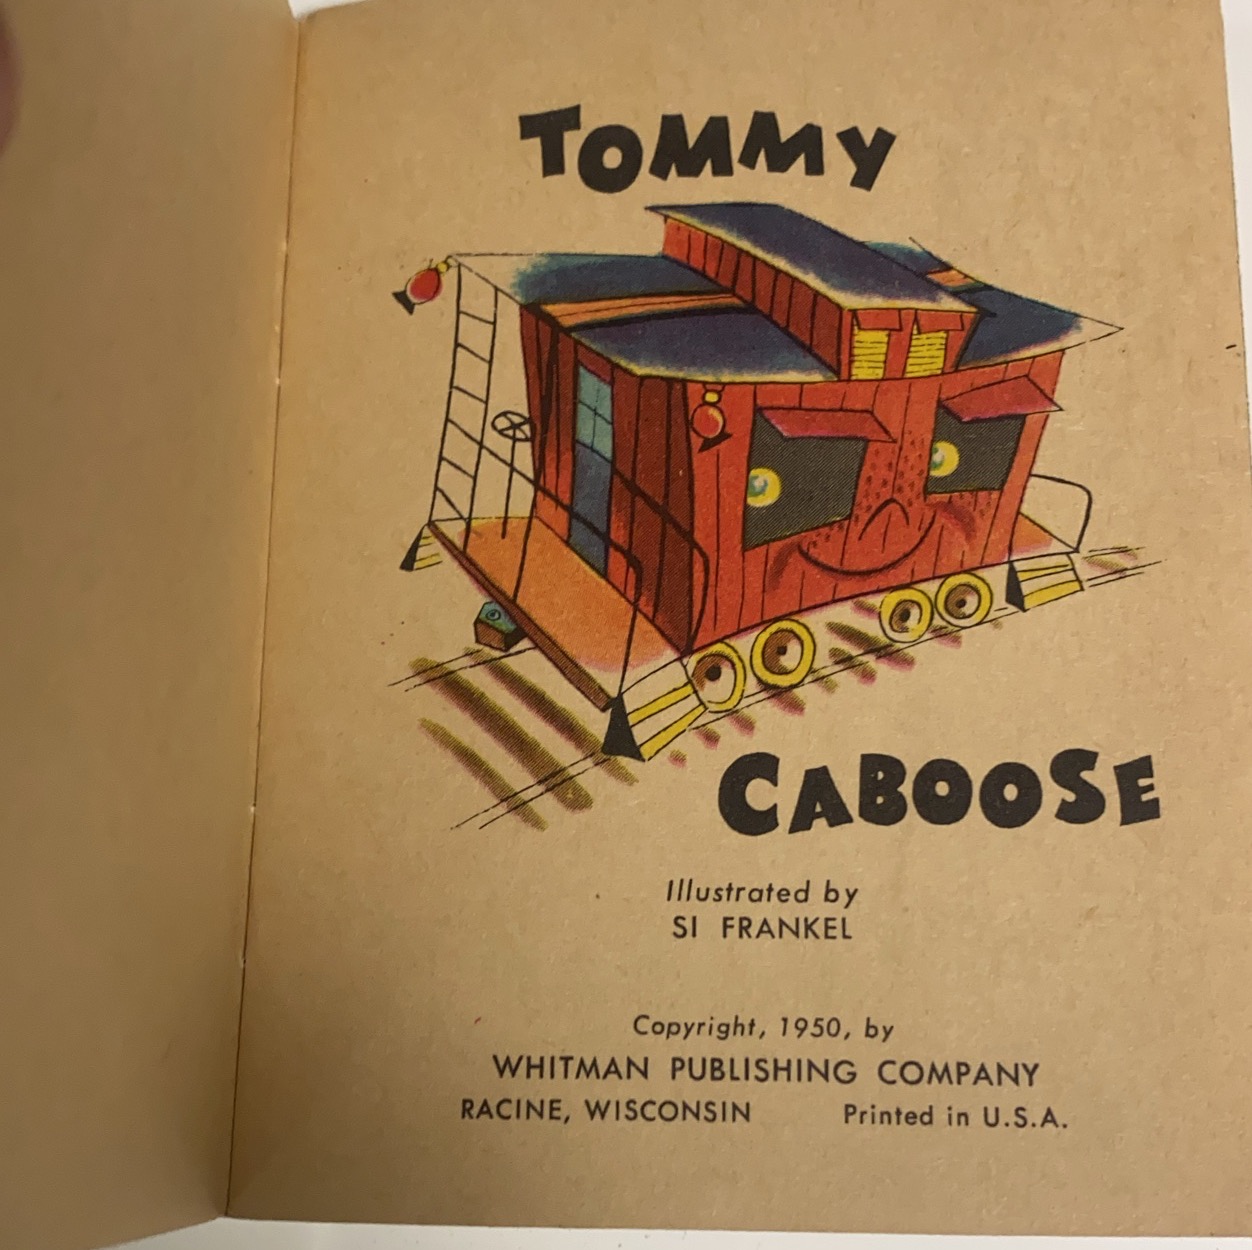 TOMMY
CABOOSE
Illustrated by
SI FRANKEL
Copyright, 1950, by
WHITMAN PUBLISHING COMPANY
RACINE, WISCONSIN Printed in U.S.A.